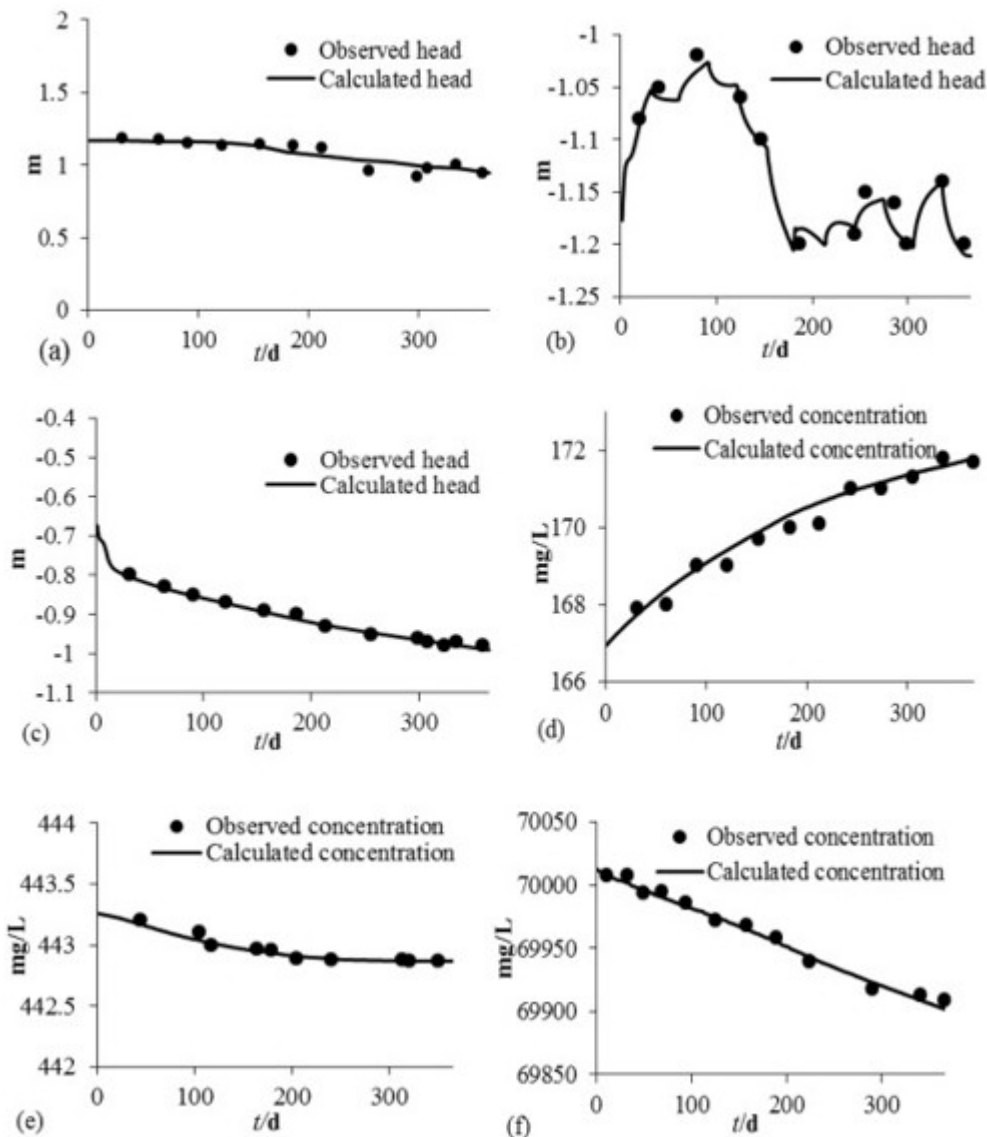 2
Observed head
Calculated head
1.5
m
1
0.5
0
0
100
200
300
(a)
t/d
-1
Observed head
Calculated head
-1.05
-1.1
m
-1.15
-1.2
-1.25
0
100
200
300
(b)
t/d
-0.4
-0.5
Observed head
-0.6
Calculated head
-0.7
m
-0.8
-0.9
-1
-1.1
0
100
200
300
(c)
t/d
Observed concentration
Calculated concentration
172
170
mg/L
168
166
0
100
200
300
(d)
t/d
444
Observed concentration
Calculated concentration
443.5
mg/L
443
442.5
442
0
100
200
300
(e)
t/d
70050
Observed concentration
Calculated concentration
70000
mg/L
69950
69900
69850
0
100
200
300
(f)
t/d